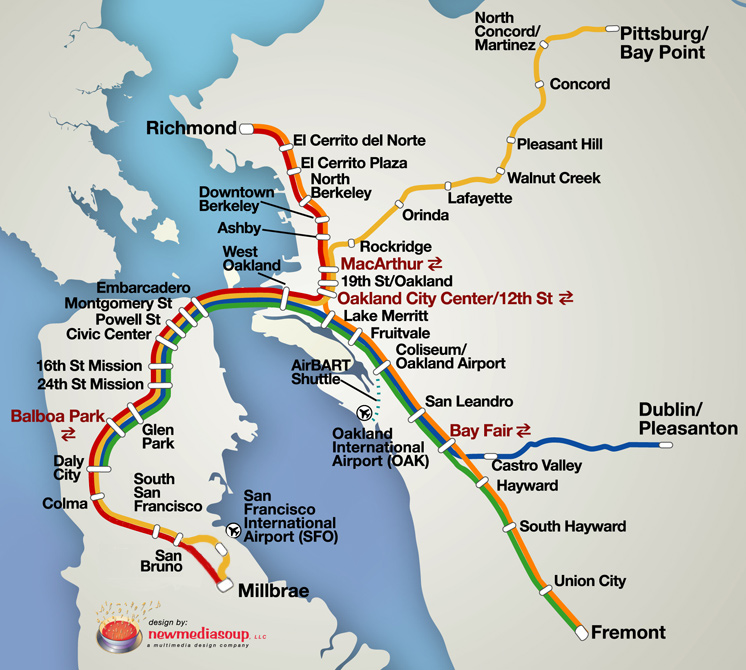 North
Concord/
Martinez
Pittsburg/
Bay Point
Concord
Richmond
El Cerrito del Norte
Pleasant Hill
El Cerrito Plaza
North
Berkeley
Walnut Creek
Downtown
Berkeley
Lafayette
Orinda
Ashby
Rockridge
West
Oakland
MacArthur ⇄
19th St/Oakland
Embarcadero
Oakland City Center/12th St ⇄
Montgomery St
Powell St
Lake Merritt
Civic Center
Fruitvale
16th St Mission
Coliseum/
Oakland Airport
AirBART
Shuttle
24th St Mission
San Leandro
Balboa Park
⇄
Glen
Park
Oakland
International
Airport (OAK)
Bay Fair ⇄
Dublin/
Pleasanton
Daly
City
Castro Valley
Hayward
Colma
South
San
Francisco
San
Francisco
International
Airport (SFO)
South Hayward
San
Bruno
Union City
Millbrae
Fremont
design by:
newmediasoup, LLC
a multimedia design company